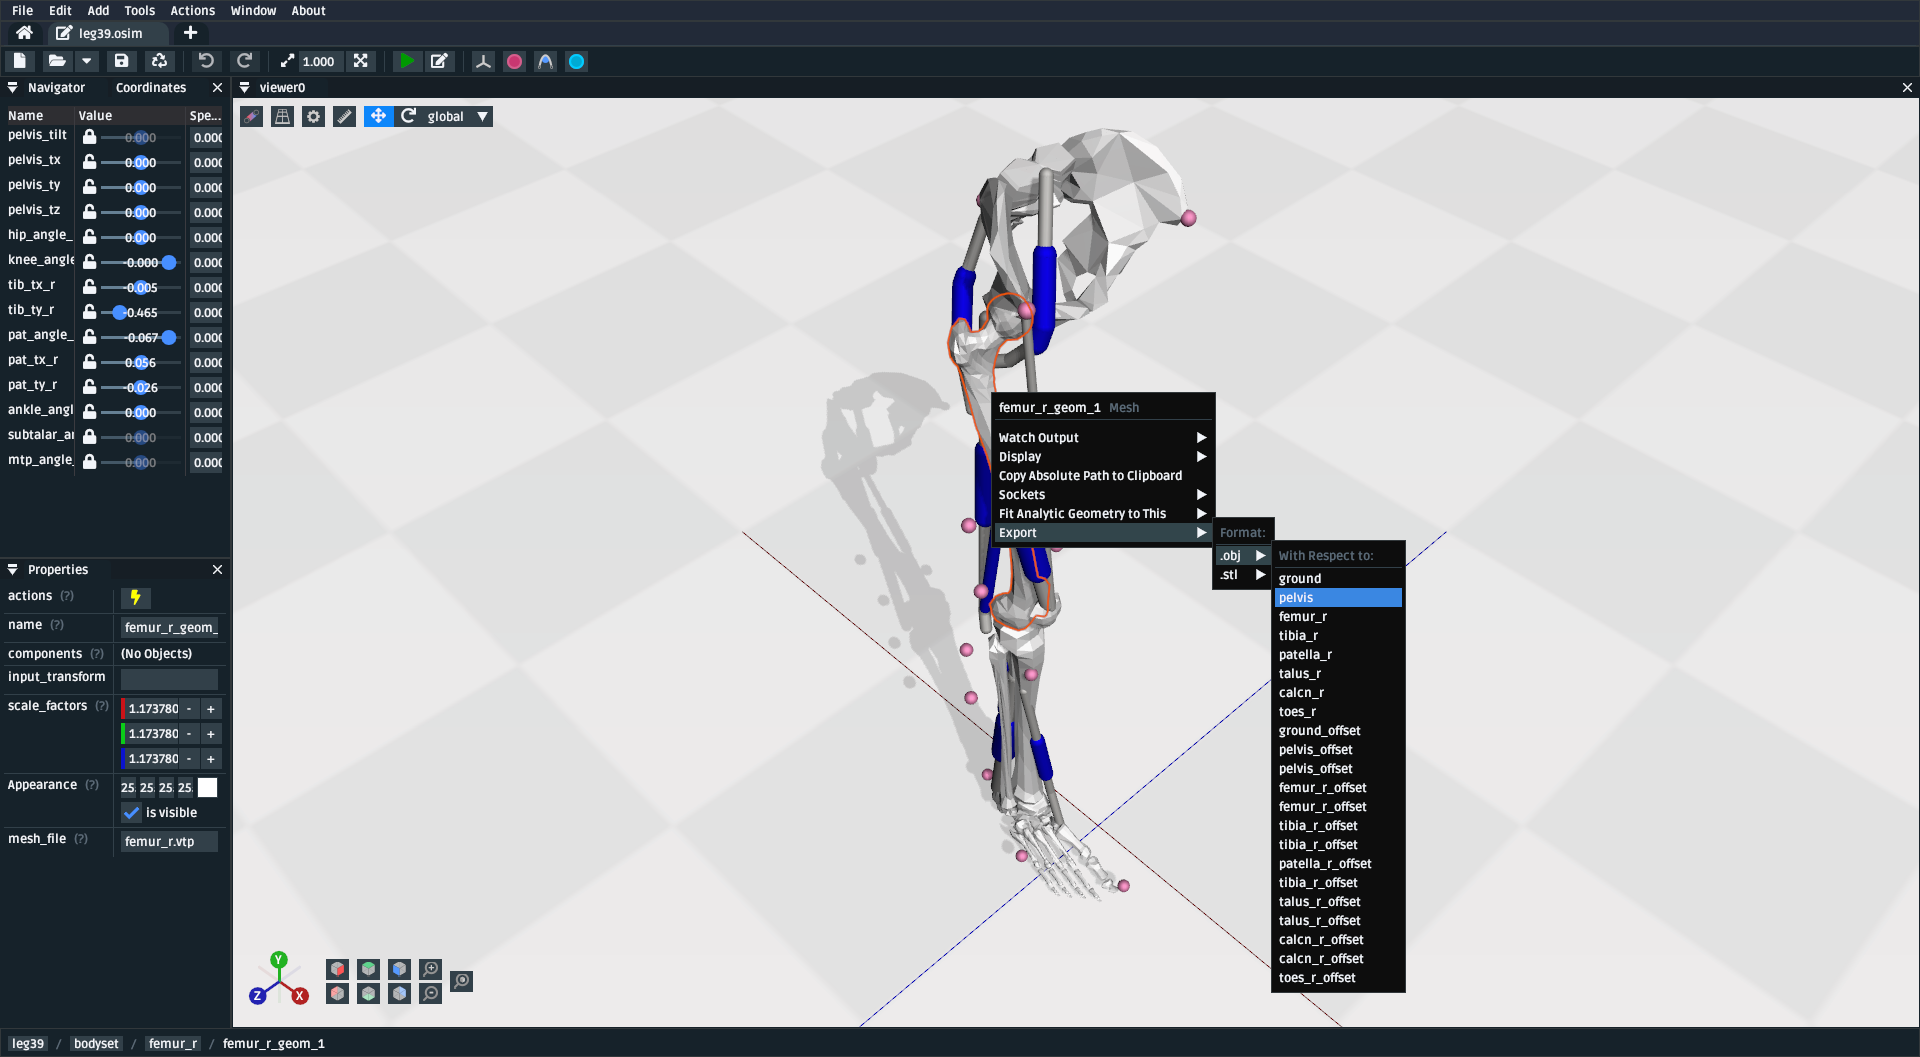 File Edit Add Tools Actions Window About
leg39.osim
1.000
Navigator Coordinates
viewer0
global
Name Value Spe...
pelvis_tilt 0.000 0.000
pelvis_tx 0.000 0.000
pelvis_ty 0.000 0.000
pelvis_tz 0.000 0.000
hip_angle_ 0.000 0.000
knee_angle -0.000 0.000
tib_tx_r -0.005 0.000
tib_ty_r -0.465 0.000
pat_angle_ -0.067 0.000
pat_tx_r 0.056 0.000
pat_ty_r -0.026 0.000
ankle_angl 0.000 0.000
subtalar_a 0.000 0.000
mtp_angle_ 0.000 0.000
Properties
actions (?)
name (?) femur_r_geom_
components (?) (No Objects)
input_transform
scale_factors (?) 1.173780 - +
1.173780 - +
1.173780 - +
Appearance (?) 25 25 25 25
is visible
mesh_file (?) femur_r.vtp
femur_r_geom_1 Mesh
Watch Output
Display
Copy Absolute Path to Clipboard
Sockets
Fit Analytic Geometry to This
Export
Format:
.obj
.stl
With Respect to:
ground
pelvis
femur_r
tibia_r
patella_r
talus_r
calcn_r
toes_r
ground_offset
pelvis_offset
pelvis_offset
femur_r_offset
femur_r_offset
tibia_r_offset
tibia_r_offset
patella_r_offset
tibia_r_offset
talus_r_offset
talus_r_offset
calcn_r_offset
calcn_r_offset
toes_r_offset
Y
Z X
leg39 / bodyset / femur_r / femur_r_geom_1